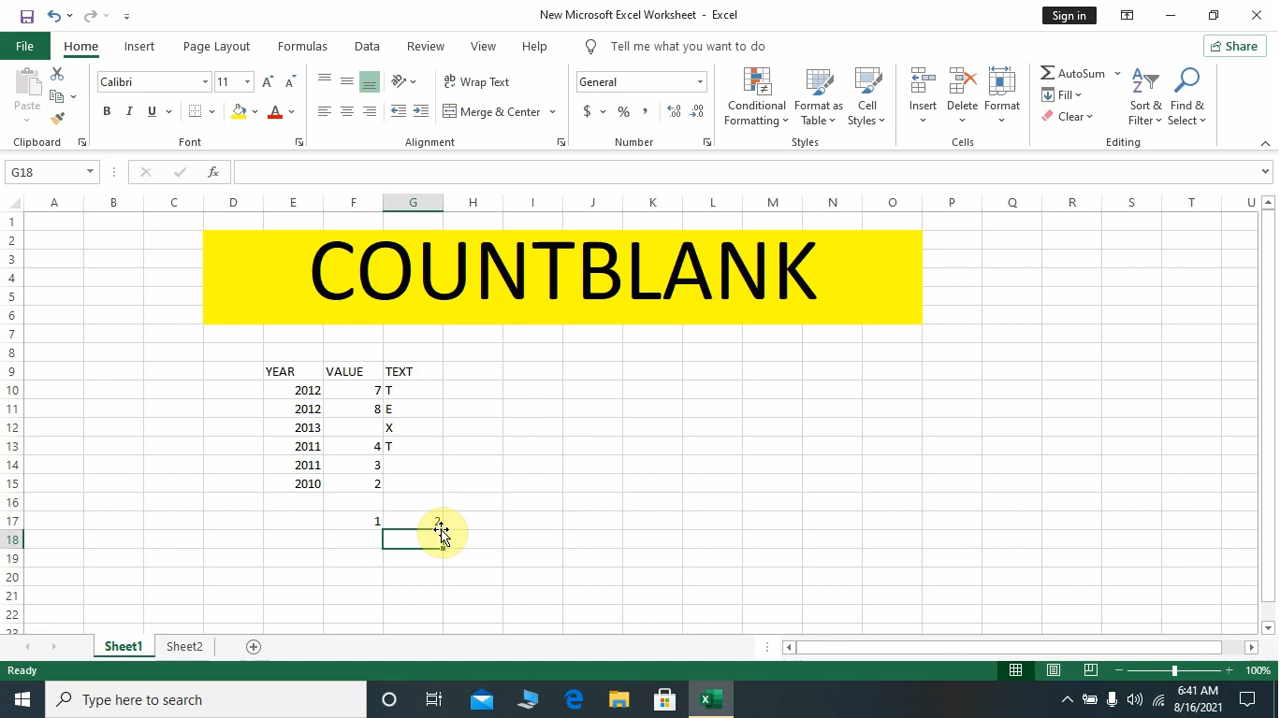 New Microsoft Excel Worksheet - Excel
Sign in
File Home Insert Page Layout Formulas Data Review View Help Tell me what you want to do Share
Paste
Clipboard
Calibri 11
B I U
Font
Wrap Text
Merge & Center
Alignment
General
$ % ,
Number
Conditional Formatting
Format as Table
Cell Styles
Styles
Insert Delete Format
Cells
AutoSum
Fill
Clear
Sort & Filter
Find & Select
Editing
G18 fx
A B C D E F G H I J K L M N O P Q R S T U
1
2
3
4
5
6
7
8
COUNTBLANK
9 YEAR VALUE TEXT
10 2012 7 T
11 2012 8 E
12 2013 X
13 2011 4 T
14 2011 3
15 2010 2
16
17 1 2
18
19
20
21
22
23
Sheet1 Sheet2
Ready 100%
Type here to search
6:41 AM
8/16/2021